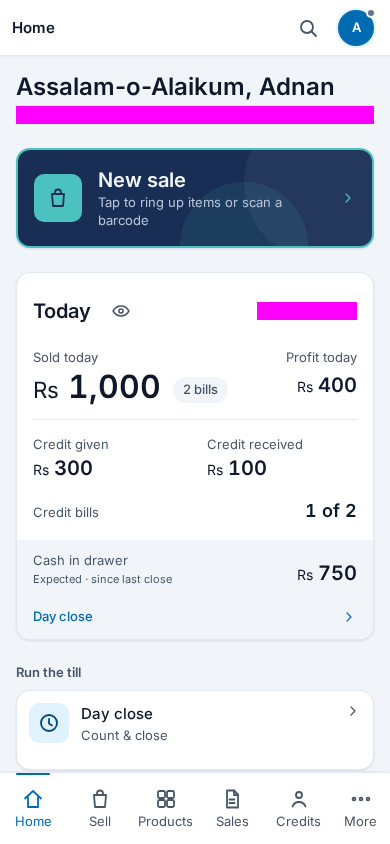 Home
A
Assalam-o-Alaikum, Adnan
New sale
Tap to ring up items or scan a
barcode
Today
Sold today
Profit today
Rs 1,000
2 bills
Rs 400
Credit given
Credit received
Rs 300
Rs 100
Credit bills
1 of 2
Cash in drawer
Expected · since last close
Rs 750
Day close
Run the till
Day close
Count & close
Home
Sell
Products
Sales
Credits
More